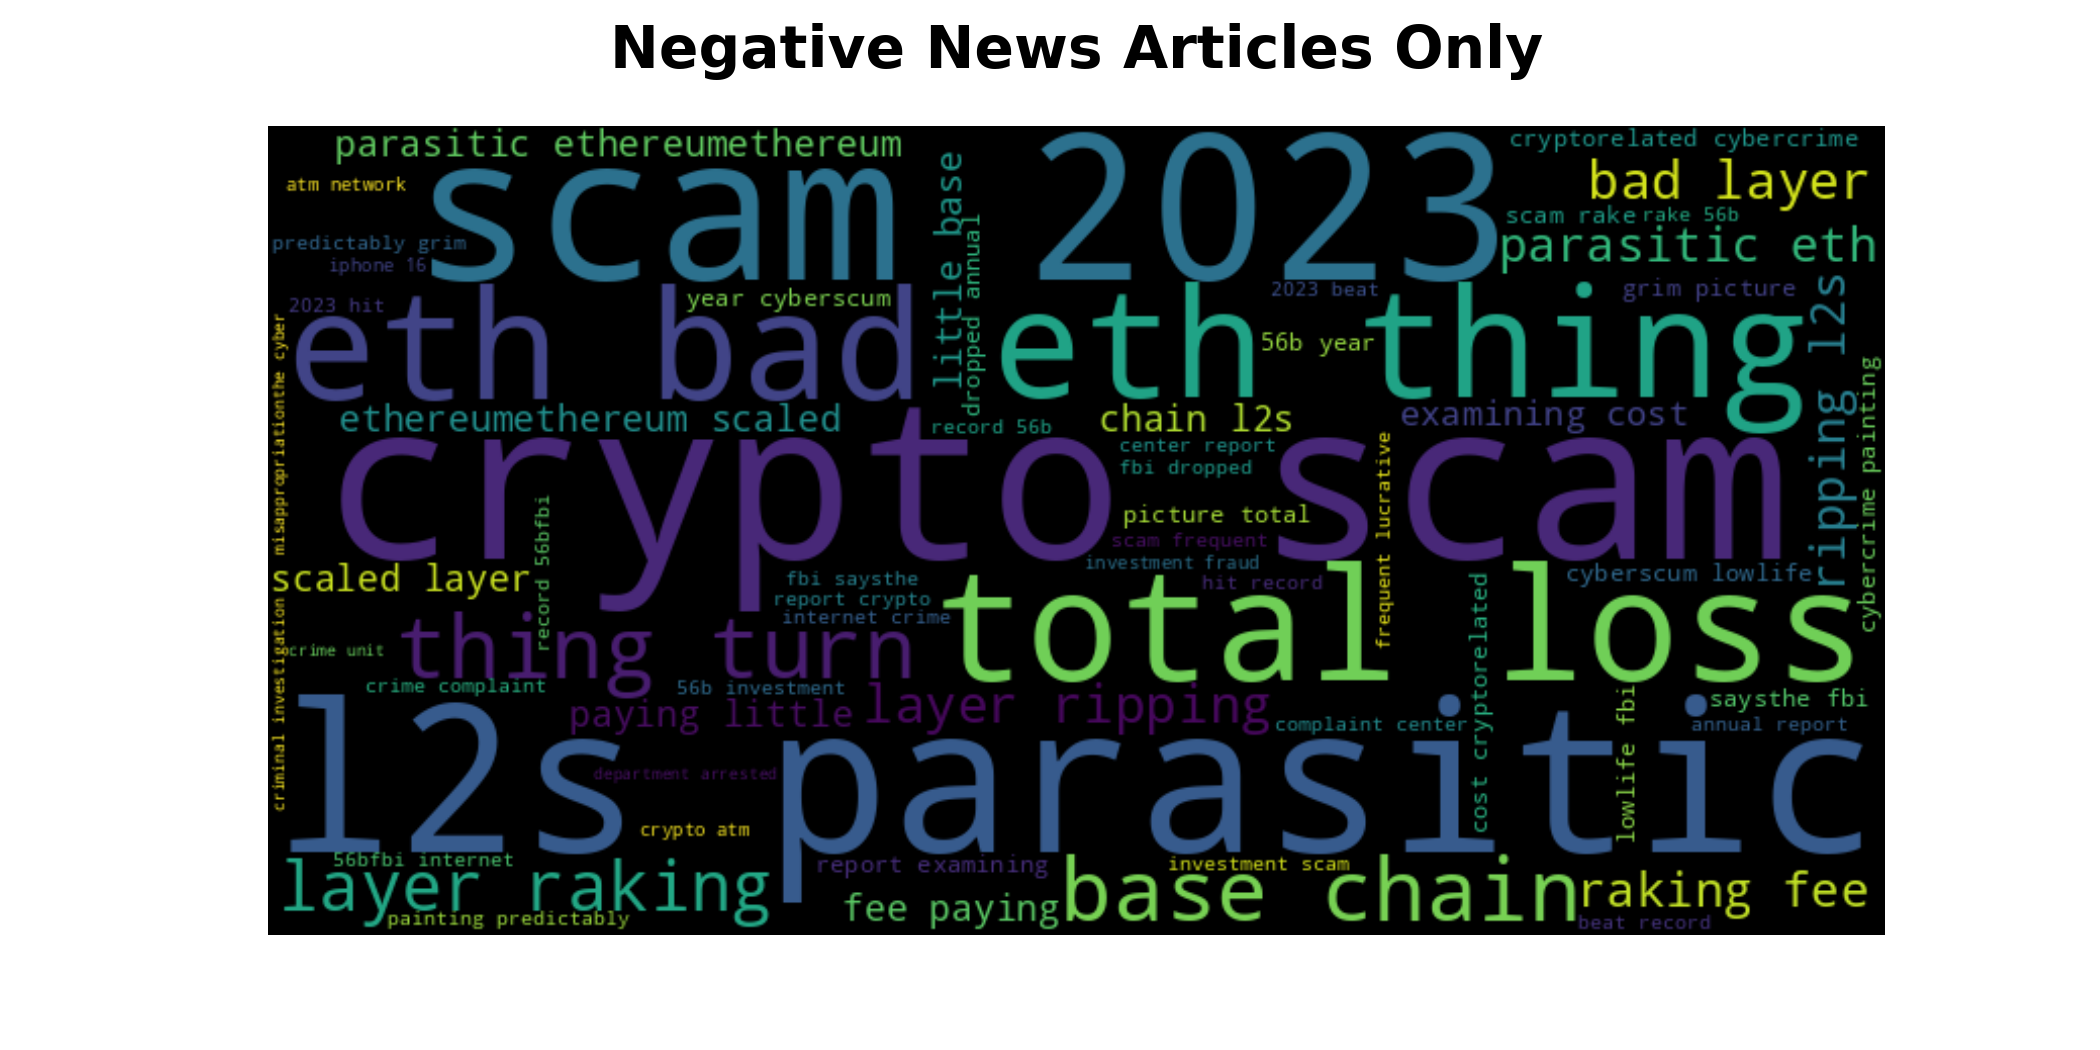 Negative News Articles Only
parasitic ethereumethereum
scam 2023
cryptorelated cybercrime
atm network
bad layer
little base
scam rake
rake 56b
predictably grim
parasitic eth
iphone 16
dropped annual
2023 hit
eth bad
year cyberscum
eth thing
2023 beat
grim picture
56b year
ripping l2s
misappropriationthe cyber
ethereumethereum scaled
record 56b
chain l2s
examining cost
cybercrime painting
crypto scam
center report
fbi dropped
frequent lucrative
record 56bfbi
picture total
scam frequent
investment fraud
scaled layer
fbi saysthe
hit record
cyberscum lowlife
report crypto
internet crime
total loss
thing turn
criminal investigation
crime unit
cost cryptorelated
crime complaint
56b investment
paying little
layer ripping
complaint center
lowlife fbi
saysthe fbi
annual report
l2s parasitic
department arrested
crypto atm
56bfbi internet
layer raking
painting predictably
report examining
fee paying
investment scam
base chain
raking fee
beat record